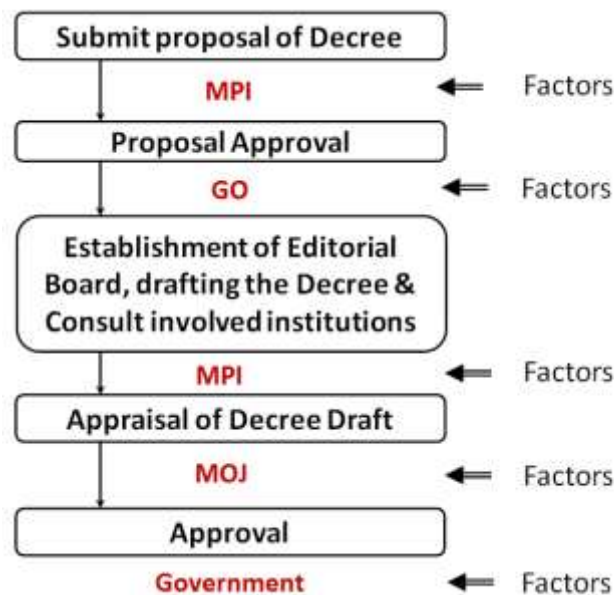 Submit proposal of Decree
MPI
Factors
Proposal Approval
GO
Factors
Establishment of Editorial
Board, drafting the Decree &
Consult involved institutions
MPI
Factors
Appraisal of Decree Draft
MOJ
Factors
Approval
Government
Factors